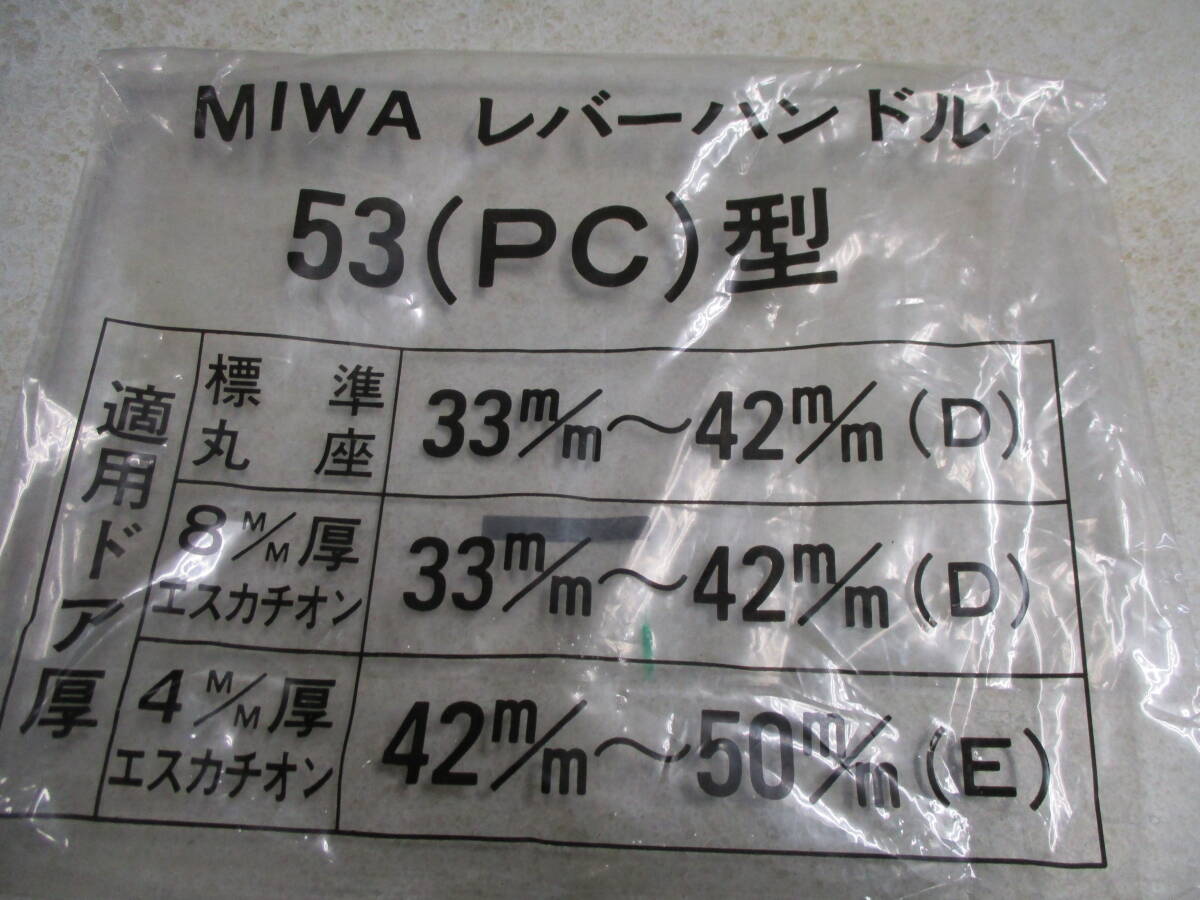 MIWA レバーハンドル
53(PC)型
適用ドア厚
標準
丸座
33m/m～42m/m(D)
8M/M厚
エスカチオン
33m/m～42m/m(D)
4M/M厚
エスカチオン
42m/m～50m/m(E)